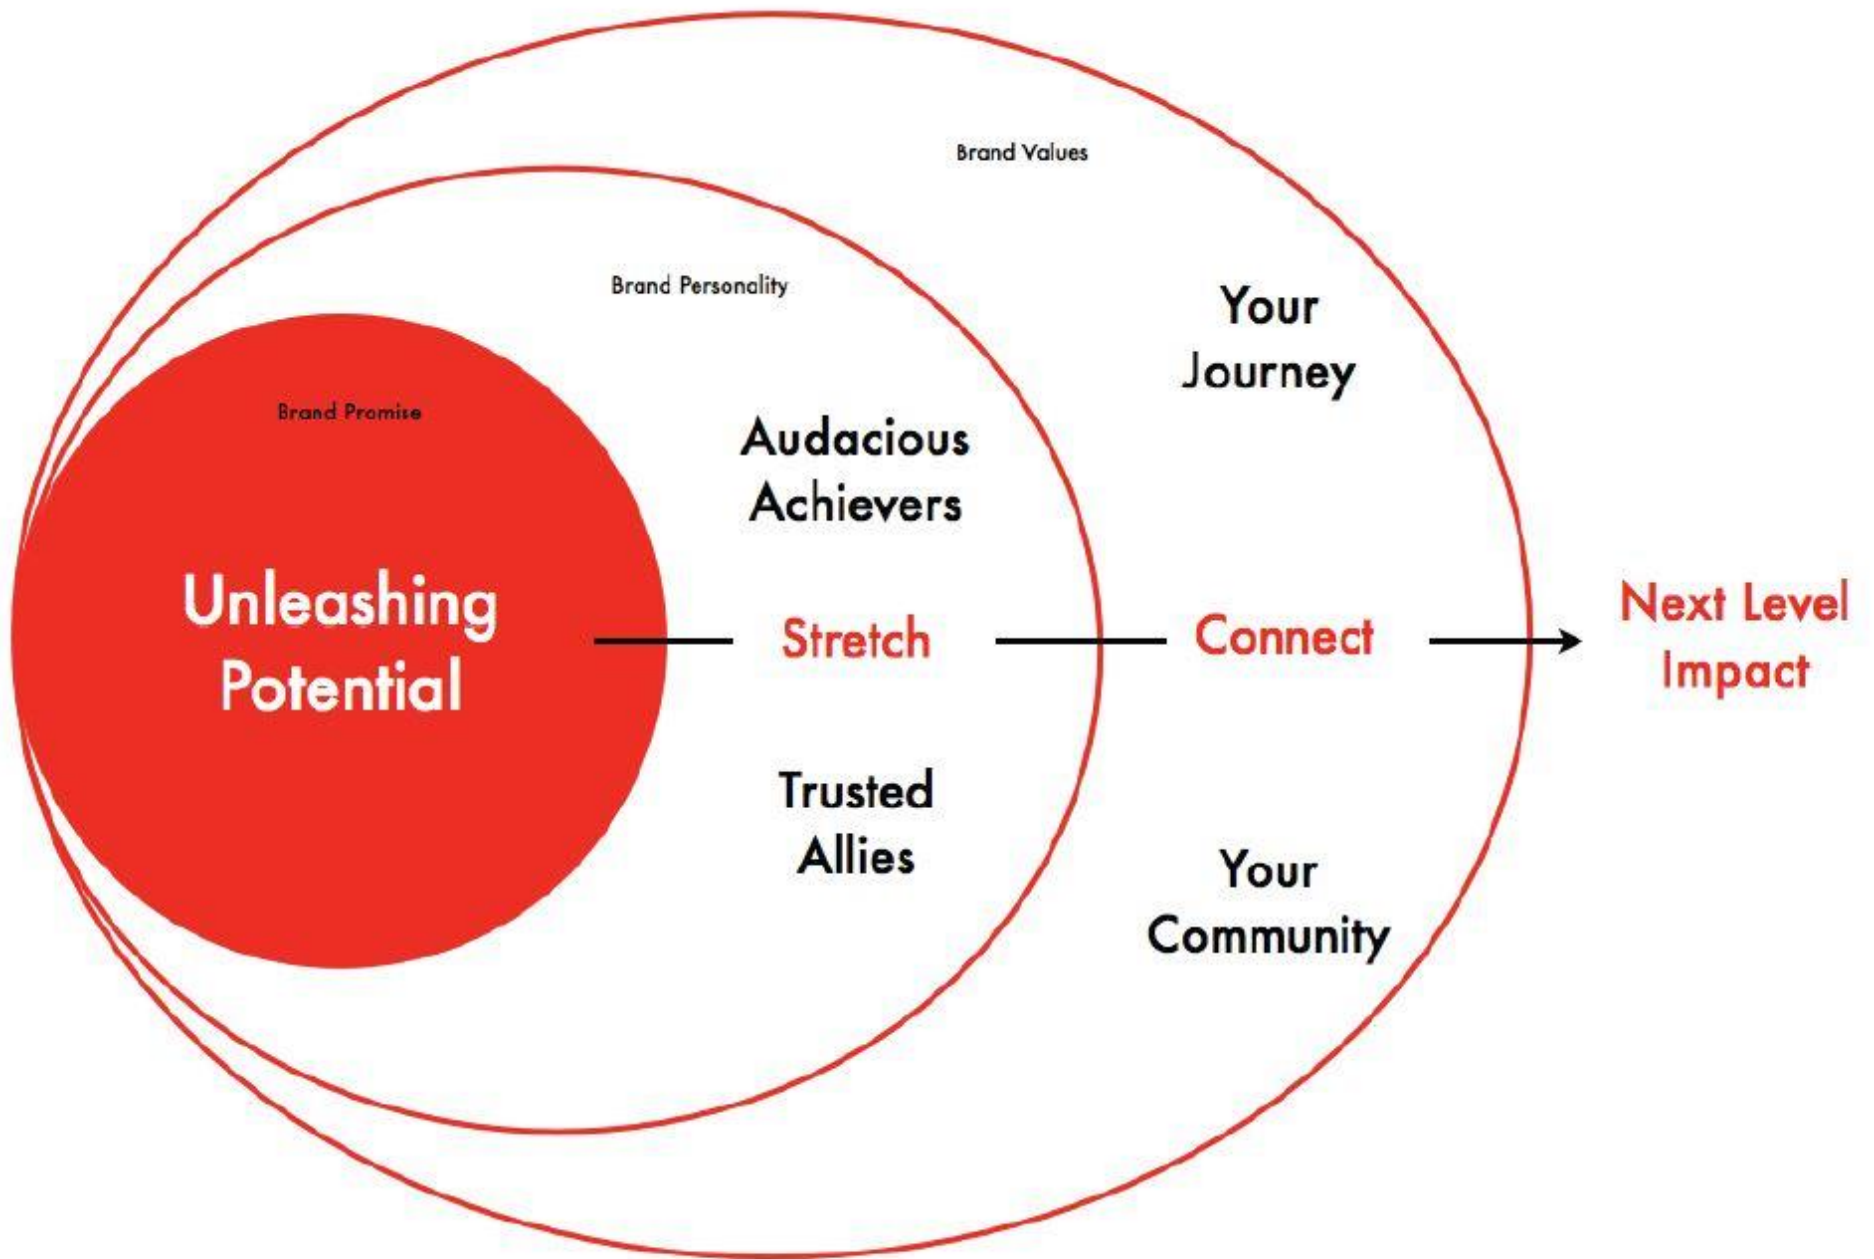 Brand Values
Brand Personality
Brand Promise
Your
Journey
Audacious
Achievers
Unleashing
Potential
Stretch
Connect
Next Level
Impact
Trusted
Allies
Your
Community